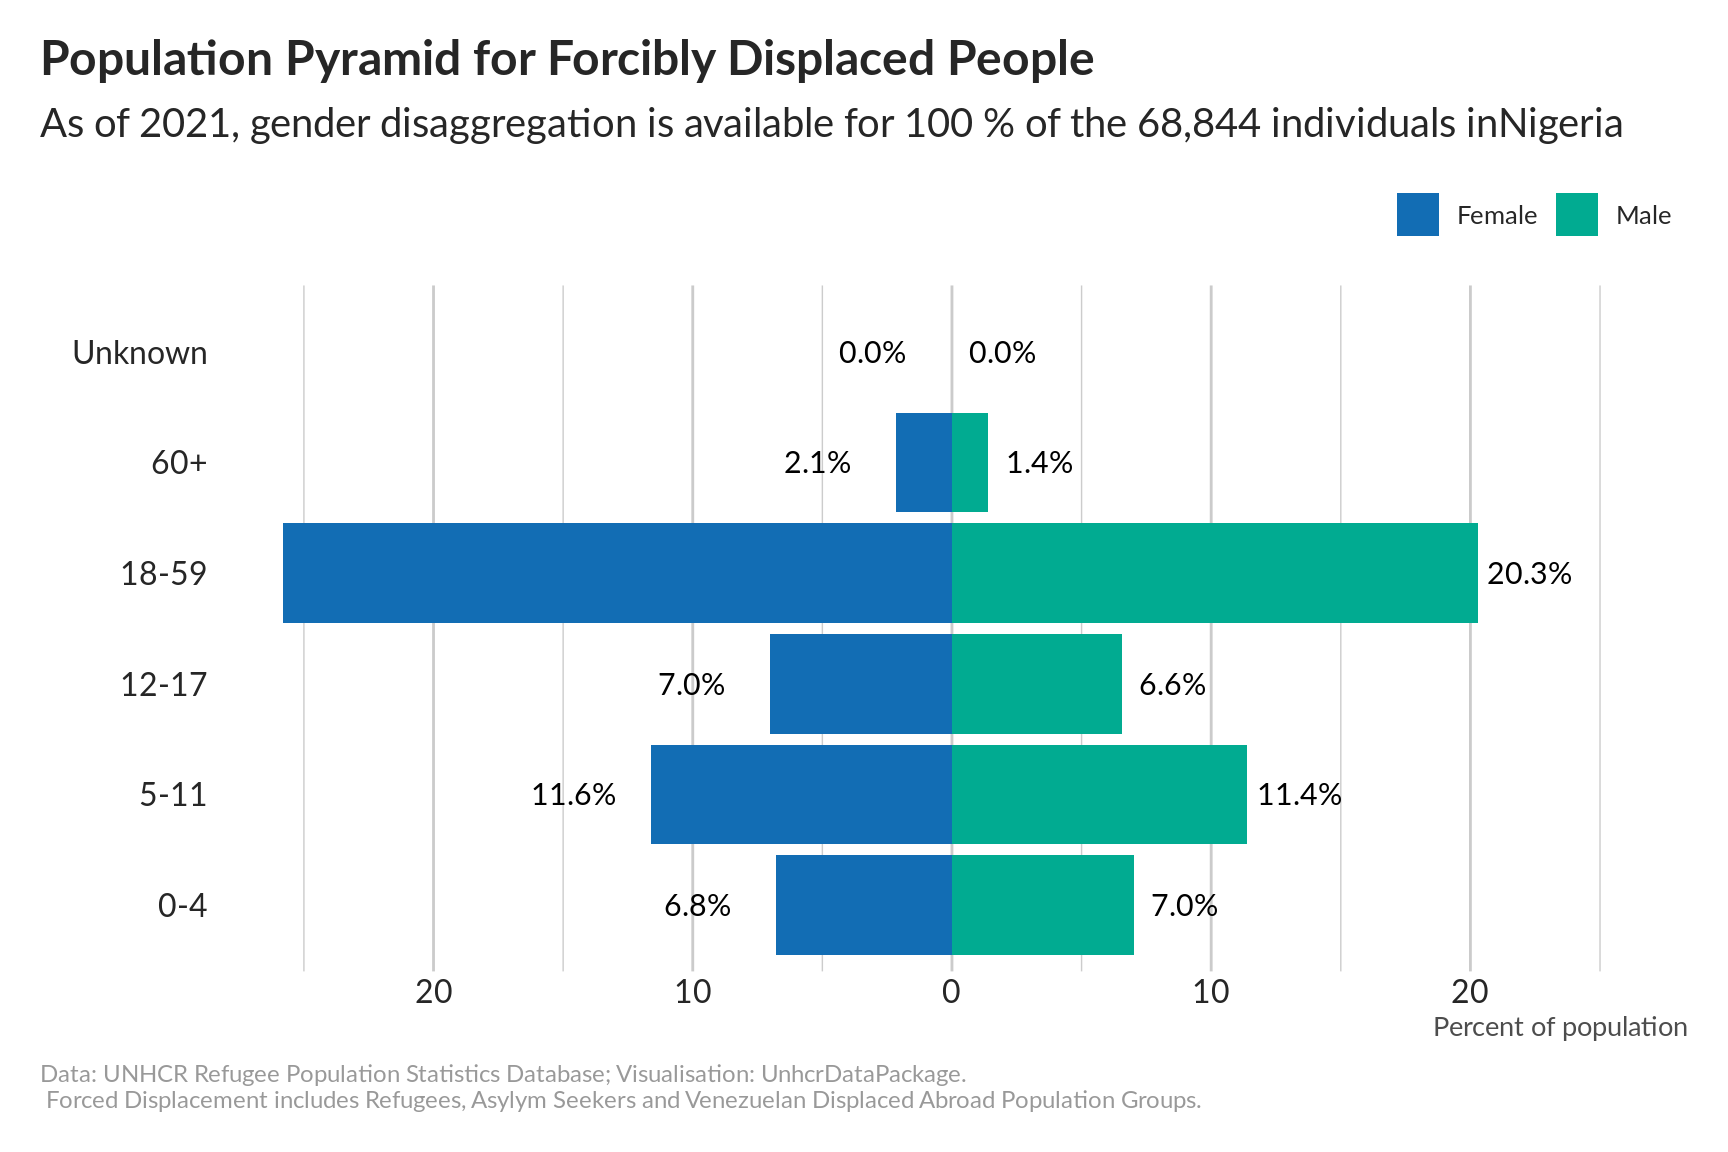 Population Pyramid for Forcibly Displaced People
As of 2021, gender disaggregation is available for 100 % of the 68,844 individuals inNigeria
Female Male
Unknown 0.0% 0.0%
60+ 2.1% 1.4%
18-59 20.3%
12-17 7.0% 6.6%
5-11 11.6% 11.4%
0-4 6.8% 7.0%
20 10 0 10 20
Percent of population
Data: UNHCR Refugee Population Statistics Database; Visualisation: UnhcrDataPackage.
Forced Displacement includes Refugees, Asylym Seekers and Venezuelan Displaced Abroad Population Groups.